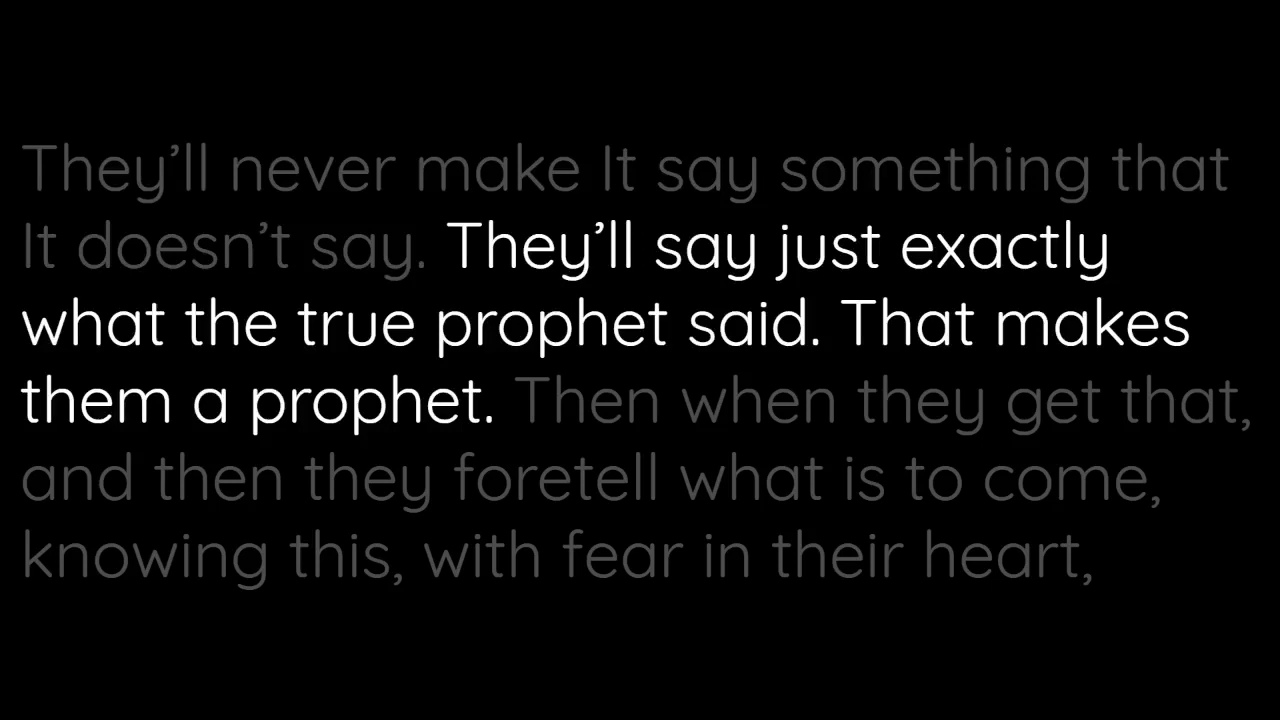 They’ll never make It say something that
It doesn’t say. They’ll say just exactly
what the true prophet said. That makes
them a prophet. Then when they get that,
and then they foretell what is to come,
knowing this, with fear in their heart,